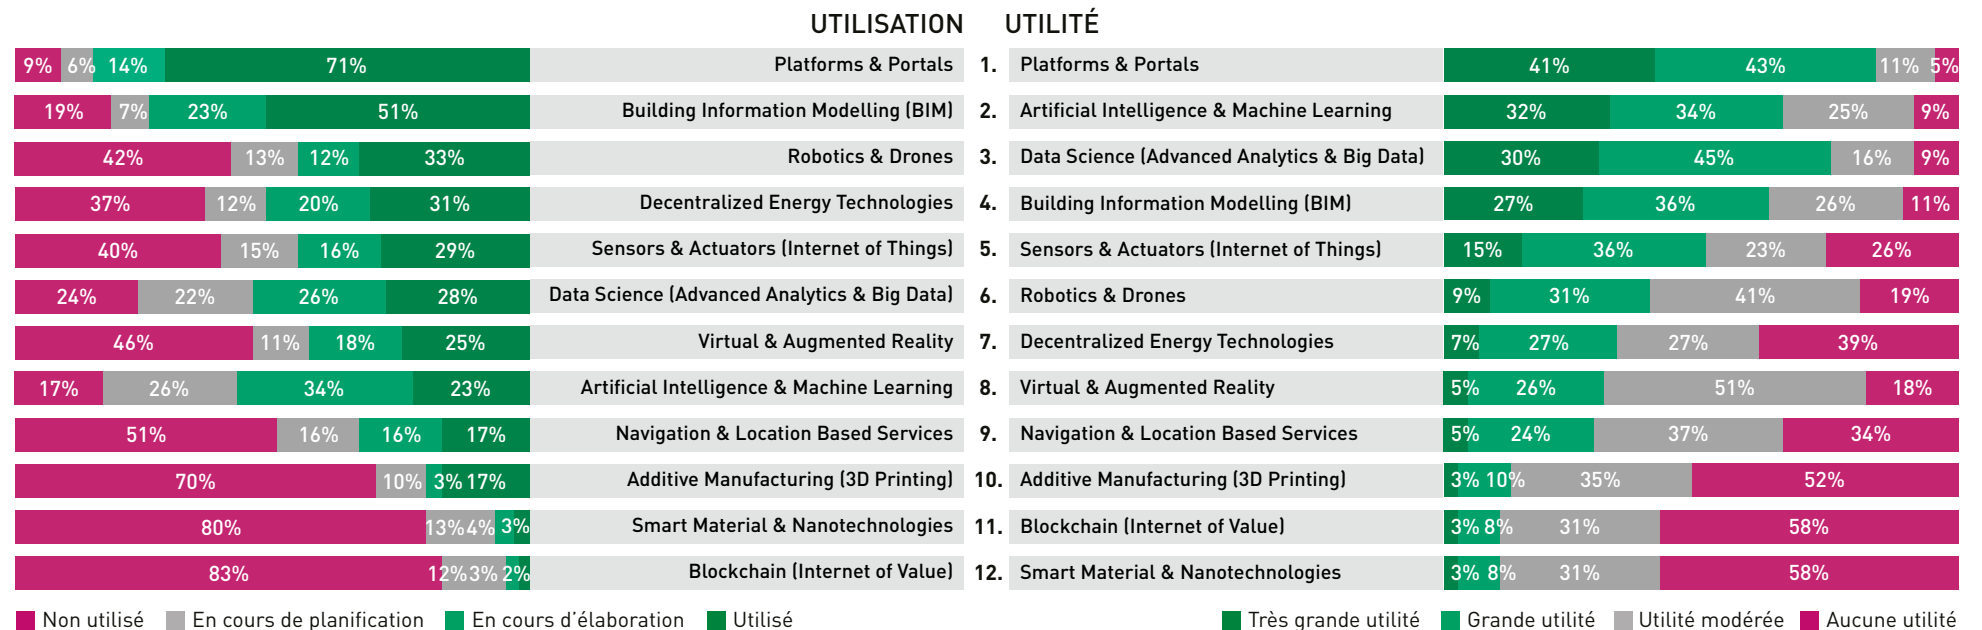 UTILISATION UTILITÉ
9% 6% 14% 71% Platforms & Portals 1. Platforms & Portals 41% 43% 11% 5%
19% 7% 23% 51% Building Information Modelling (BIM) 2. Artificial Intelligence & Machine Learning 32% 34% 25% 9%
42% 13% 12% 33% Robotics & Drones 3. Data Science (Advanced Analytics & Big Data) 30% 45% 16% 9%
37% 12% 20% 31% Decentralized Energy Technologies 4. Building Information Modelling (BIM) 27% 36% 26% 11%
40% 15% 16% 29% Sensors & Actuators (Internet of Things) 5. Sensors & Actuators (Internet of Things) 15% 36% 23% 26%
24% 22% 26% 28% Data Science (Advanced Analytics & Big Data) 6. Robotics & Drones 9% 31% 41% 19%
46% 11% 18% 25% Virtual & Augmented Reality 7. Decentralized Energy Technologies 7% 27% 27% 39%
17% 26% 34% 23% Artificial Intelligence & Machine Learning 8. Virtual & Augmented Reality 5% 26% 51% 18%
51% 16% 16% 17% Navigation & Location Based Services 9. Navigation & Location Based Services 5% 24% 37% 34%
70% 10% 3% 17% Additive Manufacturing (3D Printing) 10. Additive Manufacturing (3D Printing) 3% 10% 35% 52%
80% 13% 4% 3% Smart Material & Nanotechnologies 11. Blockchain (Internet of Value) 3% 8% 31% 58%
83% 12% 3% 2% Blockchain (Internet of Value) 12. Smart Material & Nanotechnologies 3% 8% 31% 58%
Non utilisé En cours de planification En cours d'élaboration Utilisé Très grande utilité Grande utilité Utilité modérée Aucune utilité